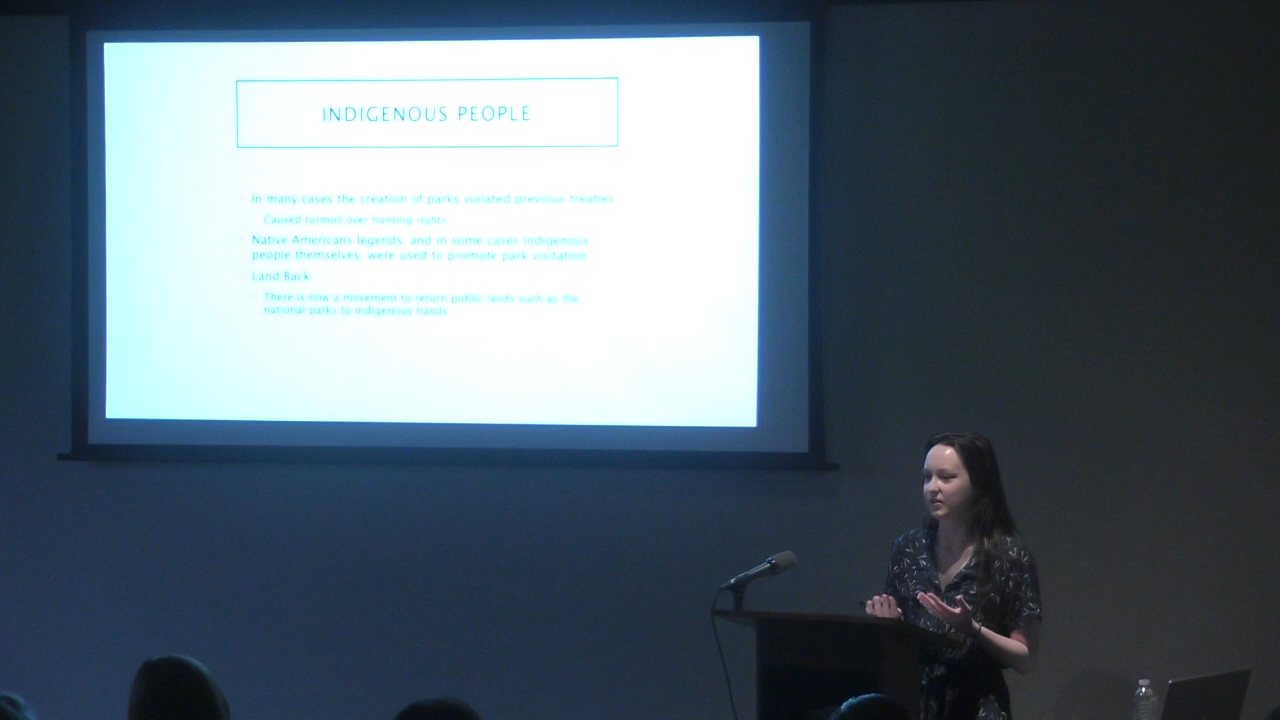 INDIGENOUS PEOPLE
In many cases the creation of parks violated previous treaties
Caused turmoil over hunting rights
Native Americans legends, and in some cases Indigenous
people themselves, were used to promote park visitation
Land Back
There is now a movement to return public lands such as the
national parks to indigenous hands